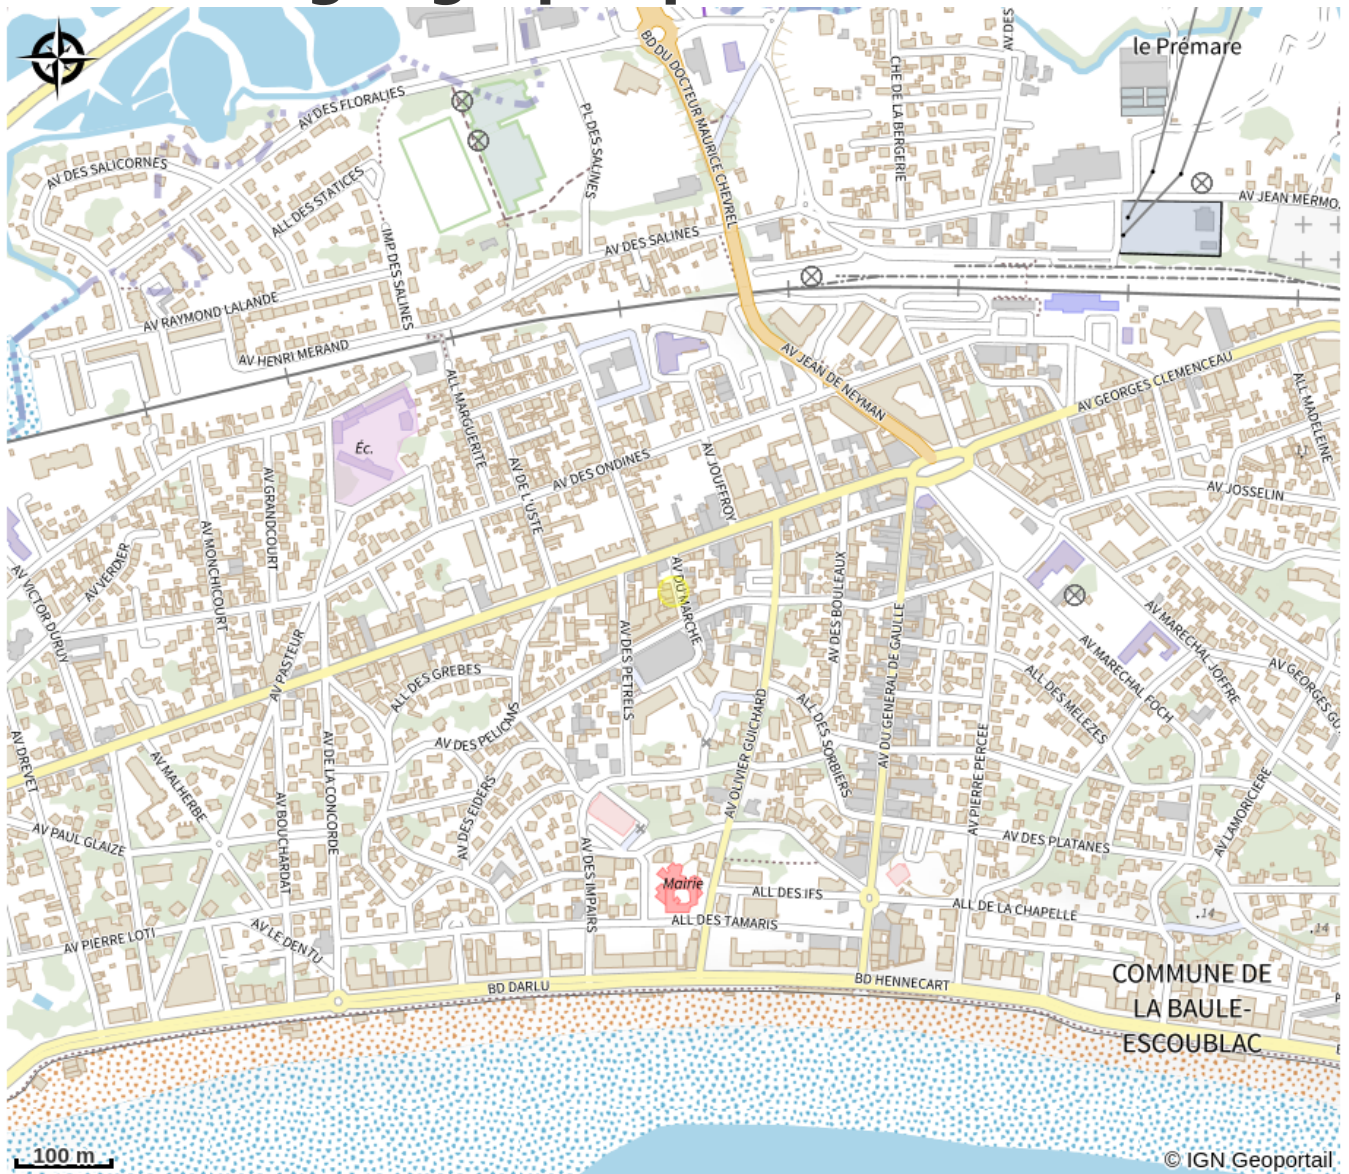 le Prémare
BD DU DOCTEUR MAURICE CHEVREL
AV DES
CHE DE LA BERGERIE
AV DES FLORALIES
PL DES SALINES
AV DES SALICORNES
ALL DES STATICES
AV JEAN MERMO
IMP DES SALINES
AV DES SALINES
AV RAYMOND LALANDE
AV HENRI MERAND
AV JEAN DE NEYMAN
AV GEORGES CLEMENCEAU
ALL MARGUERITE
ALL MADELEINE
Éc.
AV JOUFFROY
AV DES ONDINES
AV DE L'USTE
AV GRANDCOURT
AV JOSSELIN
AV MONCHICOURT
AV VERDIER
AV VICTOR DURUY
AV DU MARCHE
AV DES BOULEAUX
AV DU GENERAL DE GAULLE
AV MARECHAL JOFFRE
AV MARECHAL FOCH
AV GEORGES GU
AV PASTEUR
AV DES PETRELS
ALL DES GREBES
ALL DES MELEZES
AV DES PELICANS
AV OLIVIER GUICHARD
ALL DES SORBIERS
AV PIERRE PERCEE
AV DREVET
AV MALHERBE
AV DE LA CONCORDE
AV BOUCHARDAT
AV DES EIDERS
AV LAMORICIERE
AV PAUL GLAIZE
AV DES IMPAIRS
AV DES PLATANES
Mairie
ALL DES IFS
ALL DE LA CHAPELLE
ALL DES TAMARIS
.14
.14
AV PIERRE LOTI
AV LE DENTU
BD DARLU
BD HENNECART
COMMUNE DE
LA BAULE-
ESCOUBLAC
100 m
© IGN Geoportail